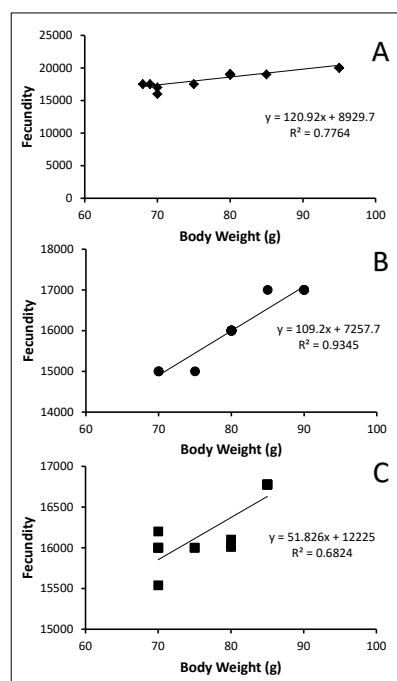 A
Fecundity
25000
20000
15000
10000
5000
0
y = 120.92x + 8929.7
R² = 0.7764
60 70 80 90 100
Body Weight (g)
B
Fecundity
18000
17000
16000
15000
14000
y = 109.2x + 7257.7
R² = 0.9345
60 70 80 90 100
Body Weight (g)
C
Fecundity
17000
16500
16000
15500
15000
y = 51.826x + 12225
R² = 0.6824
60 70 80 90 100
Body Weight (g)